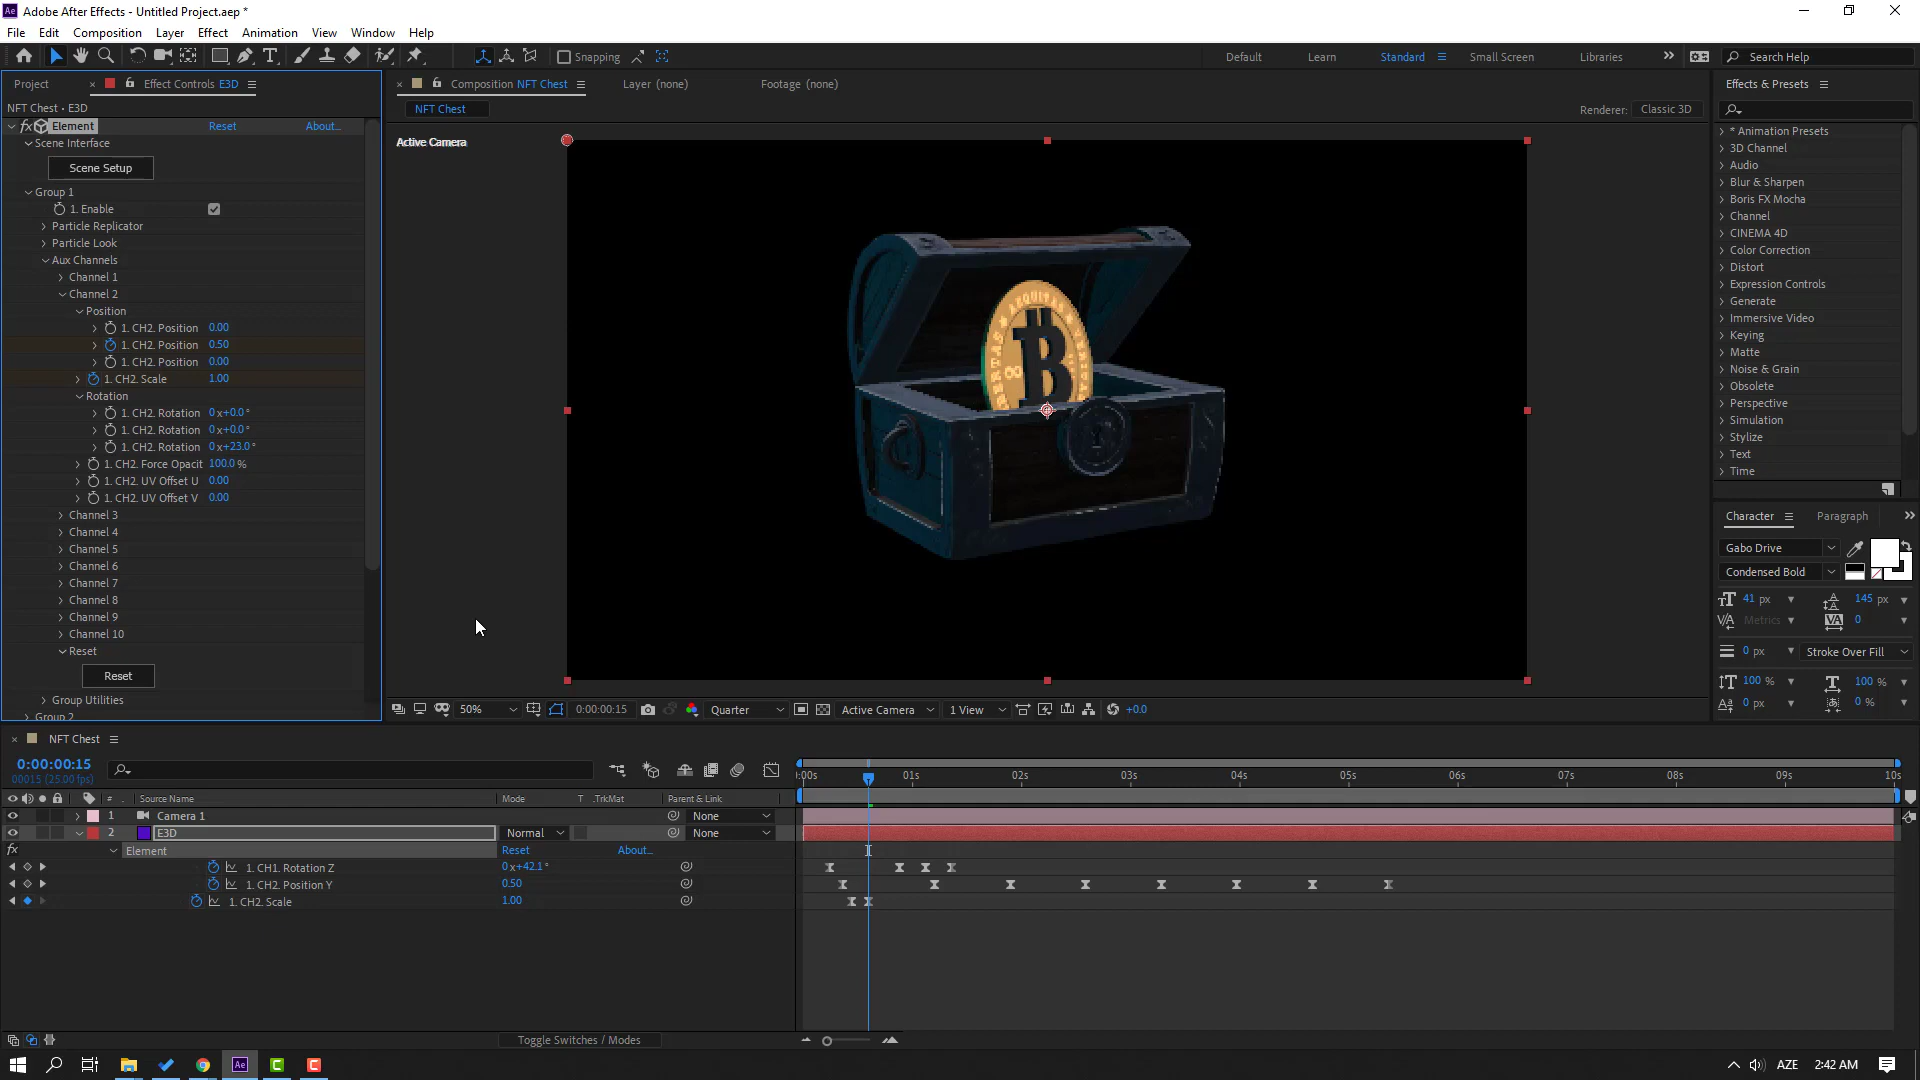 Adobe After Effects - Untitled Project.aep *
File Edit Composition Layer Effect Animation View Window Help
Snapping Default Learn Standard Small Screen Libraries Search Help
Project Effect Controls E3D
NFT Chest • E3D
Element Reset About...
Scene Interface
Scene Setup
Group 1
1. Enable
Particle Replicator
Particle Look
Aux Channels
Channel 1
Channel 2
Position
1. CH2. Position 0.00
1. CH2. Position 0.50
1. CH2. Position 0.00
1. CH2. Scale 1.00
Rotation
1. CH2. Rotation 0 x+0.0 °
1. CH2. Rotation 0 x+0.0 °
1. CH2. Rotation 0 x+23.0 °
1. CH2. Force Opacit 100.0 %
1. CH2. UV Offset U 0.00
1. CH2. UV Offset V 0.00
Channel 3
Channel 4
Channel 5
Channel 6
Channel 7
Channel 8
Channel 9
Channel 10
Reset
Reset
Group Utilities
Group 2
Composition NFT Chest Layer (none) Footage (none)
NFT Chest Renderer: Classic 3D
Active Camera
50% 0:00:00:15 Quarter Active Camera 1 View +0.0
Effects & Presets
* Animation Presets
3D Channel
Audio
Blur & Sharpen
Boris FX Mocha
Channel
CINEMA 4D
Color Correction
Distort
Expression Controls
Generate
Immersive Video
Keying
Matte
Noise & Grain
Obsolete
Perspective
Simulation
Stylize
Text
Time
Character Paragraph
Gabo Drive
Condensed Bold
41 px 145 px
Metrics 0
0 px Stroke Over Fill
100 % 100 %
0 px 0 %
NFT Chest
0:00:00:15
00015 (25.00 fps)
:00s 01s 02s 03s 04s 05s 06s 07s 08s 09s 10s
# Source Name Mode T .TrkMat Parent & Link
1 Camera 1 None
2 E3D Normal None
Element Reset About...
1. CH1. Rotation Z 0 x+42.1 °
1. CH2. Position Y 0.50
1. CH2. Scale 1.00
Toggle Switches / Modes
AZE 2:42 AM